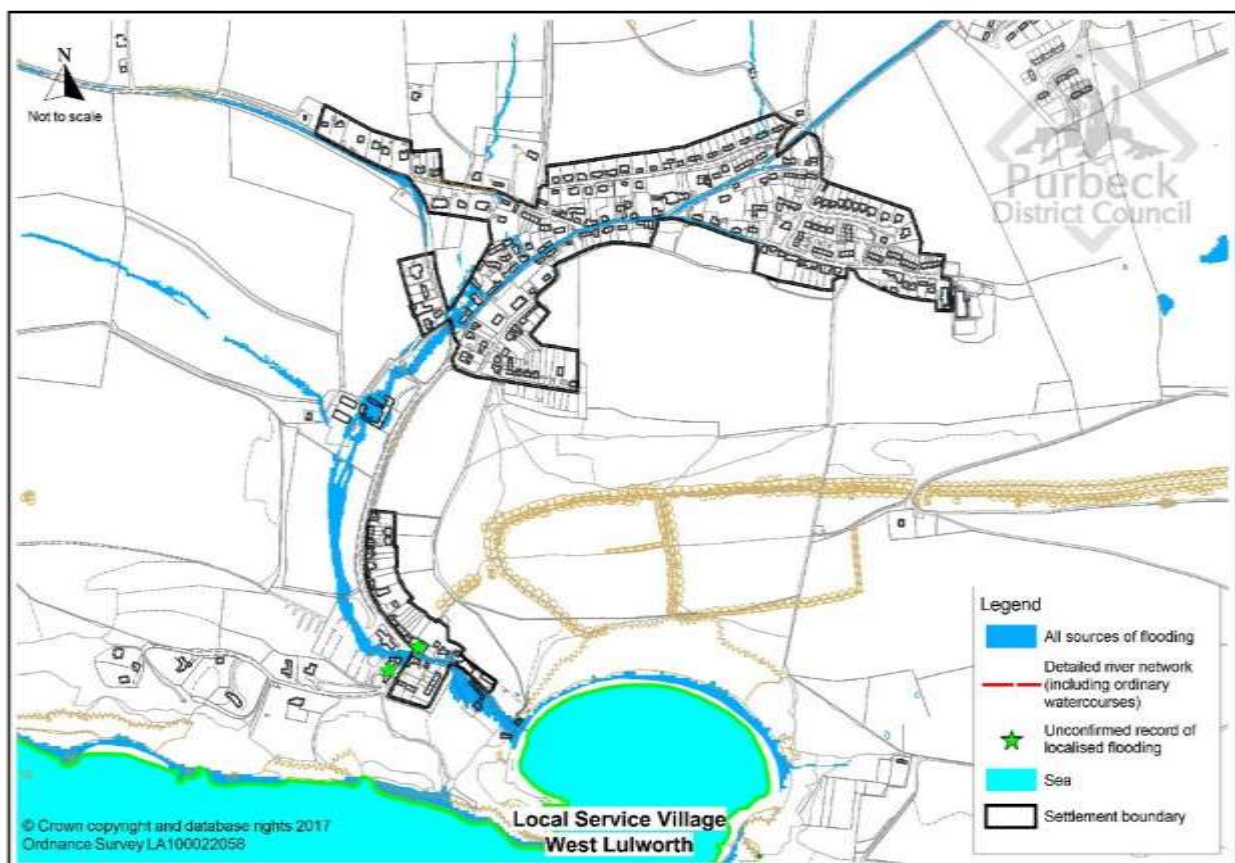 N
Not to scale
Purbeck
District Council
Legend
All sources of flooding
Detailed river network
(including ordinary
watercourses)
Unconfirmed record of
localised flooding
Sea
Settlement boundary
Local Service Village
West Lulworth
© Crown copyright and database rights 2017
Ordnance Survey LA100022058